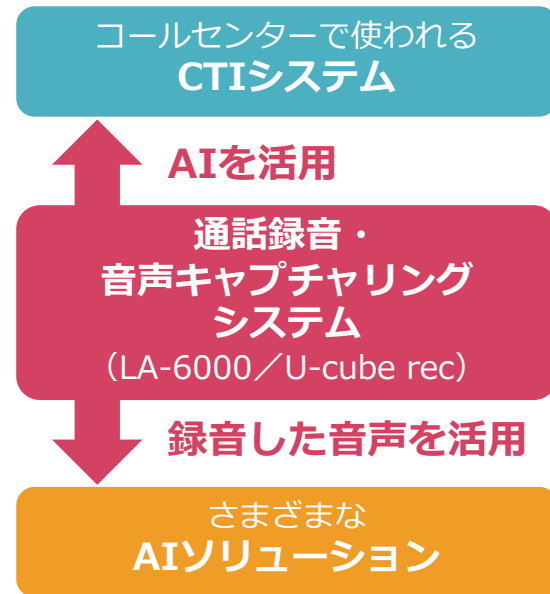 コールセンターで使われる
CTIシステム
AIを活用
通話録音・
音声キャプチャリング
システム
（LA-6000／U-cube rec）
録音した音声を活用
さまざまな
AIソリューション